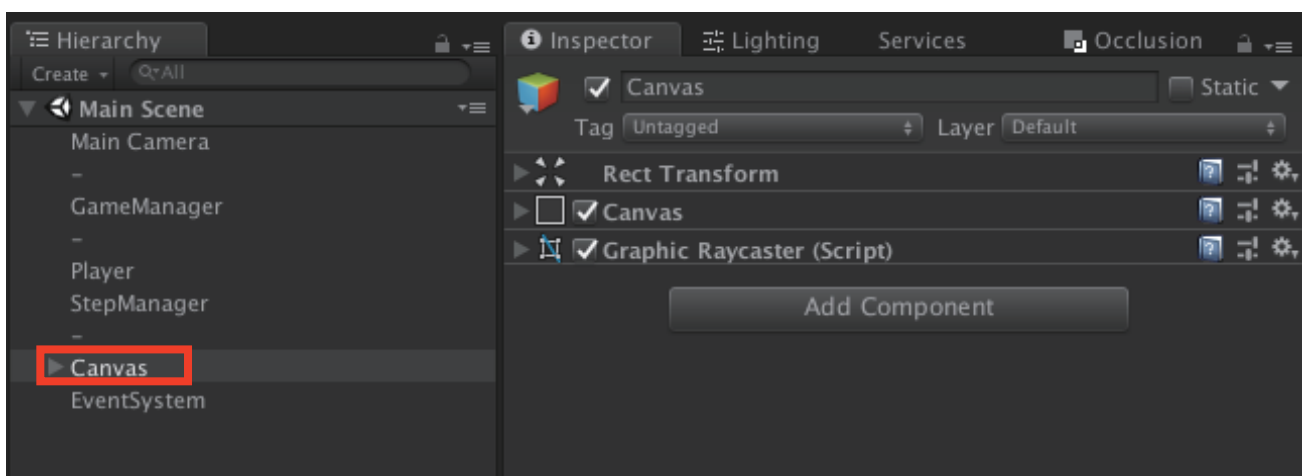 Hierarchy
Create All
Main Scene
Main Camera
–
GameManager
–
Player
StepManager
–
Canvas
EventSystem
Inspector Lighting Services Occlusion
Canvas Static
Tag Untagged Layer Default
Rect Transform
Canvas
Graphic Raycaster (Script)
Add Component